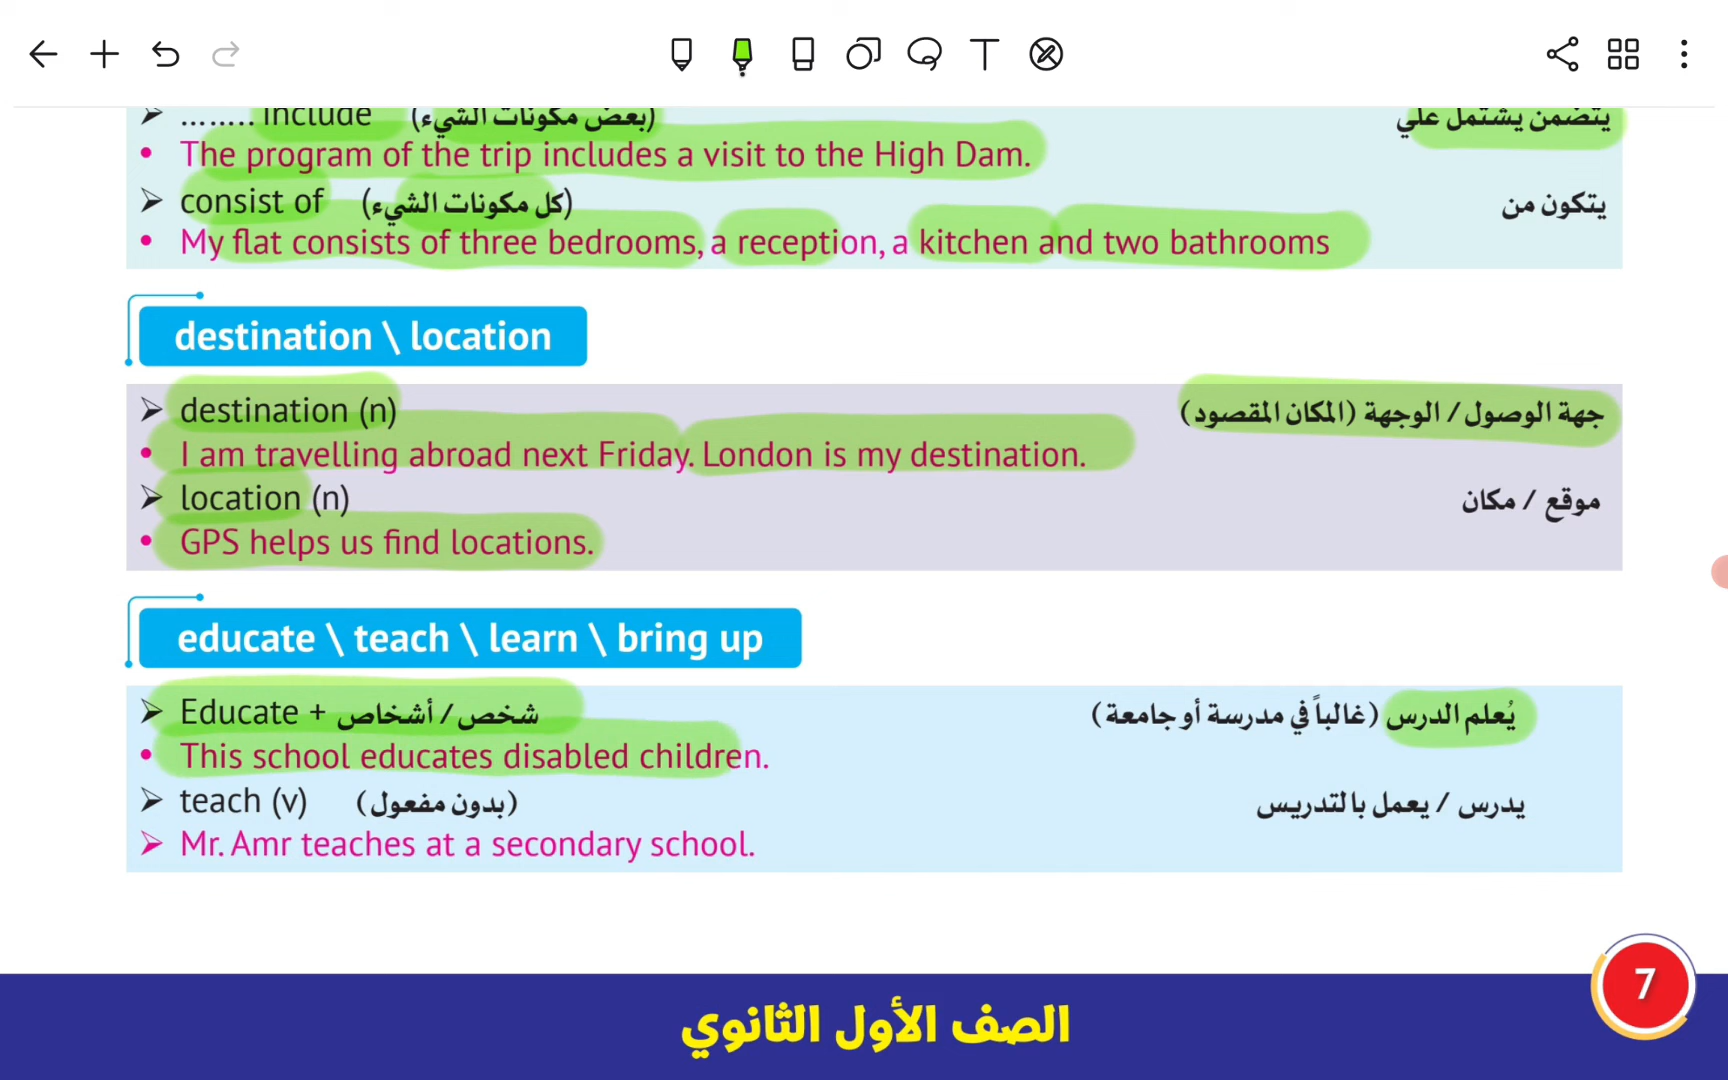 ➢ ........ include (بعض مكونات الشيء) يتضمن يشتمل علي
• The program of the trip includes a visit to the High Dam.
➢ consist of (كل مكونات الشيء) يتكون من
• My flat consists of three bedrooms, a reception, a kitchen and two bathrooms
destination \ location
➢ destination (n) جهة الوصول / الوجهة (المكان المقصود)
• I am travelling abroad next Friday. London is my destination.
➢ location (n) موقع / مكان
• GPS helps us find locations.
educate \ teach \ learn \ bring up
➢ Educate + شخص / أشخاص يُعلم الدرس (غالباً في مدرسة أو جامعة)
• This school educates disabled children.
➢ teach (v) (بدون مفعول) يدرس / يعمل بالتدريس
➢ Mr. Amr teaches at a secondary school.
7
الصف الأول الثانوي